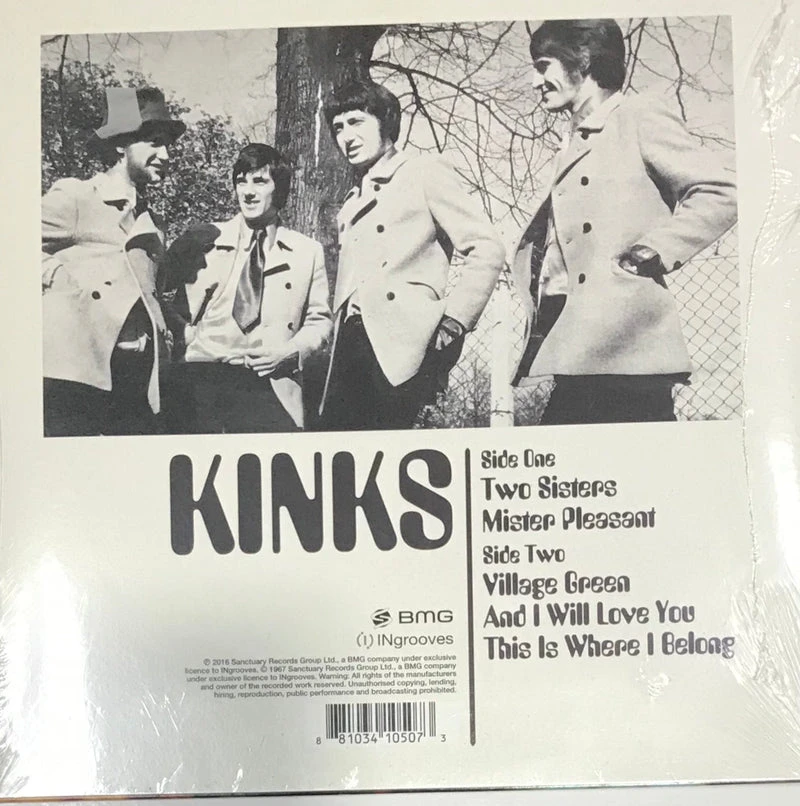 KINKS
Side One
Two Sisters
Mister Pleasant
Side Two
Village Green
And I Will Love You
This Is Where I Belong
BMG
INgrooves
℗ 2016 Sanctuary Records Group Ltd., a BMG company under exclusive
licence to INgrooves, © 1967 Sanctuary Records Group Ltd., a BMG company
under exclusive licence to INgrooves. Warning: All rights of the manufacturers
and owner of the recorded work reserved. Unauthorised copying, lending,
hiring, reproduction, public performance and broadcasting prohibited.
8 81034 10507 3